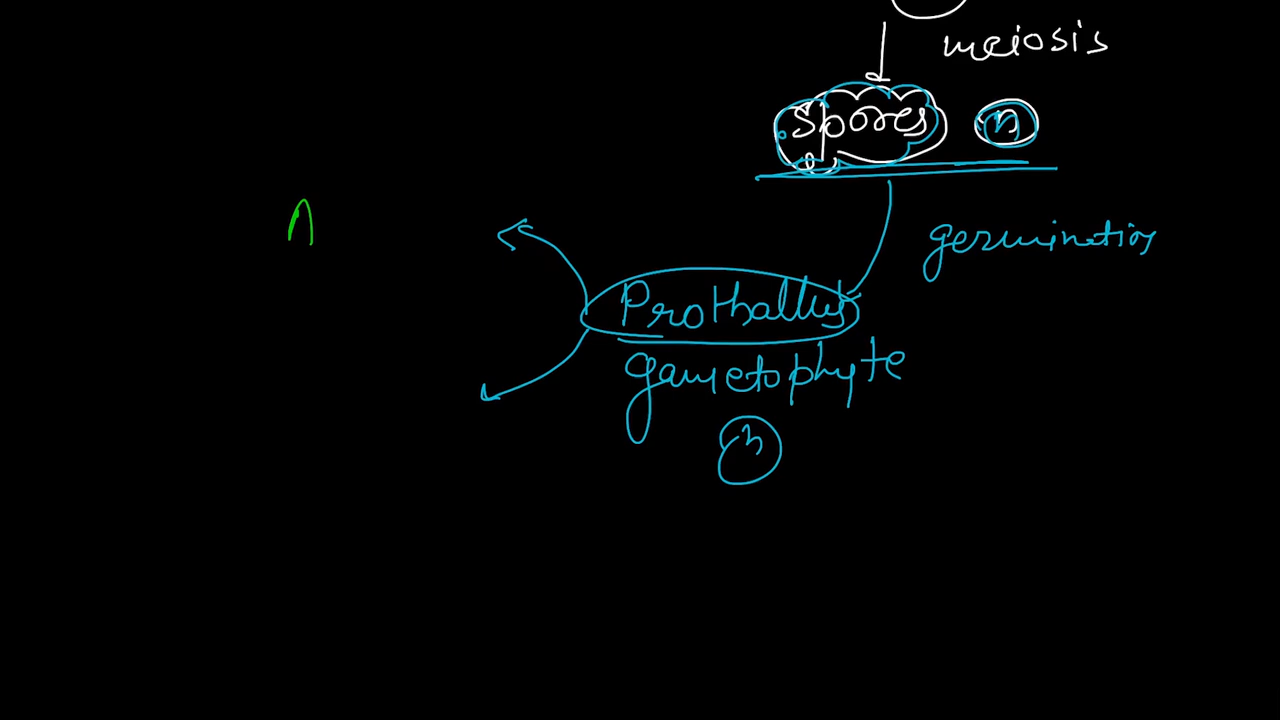 meiosis
Spores n
germination
Prothallus
gametophyte
n